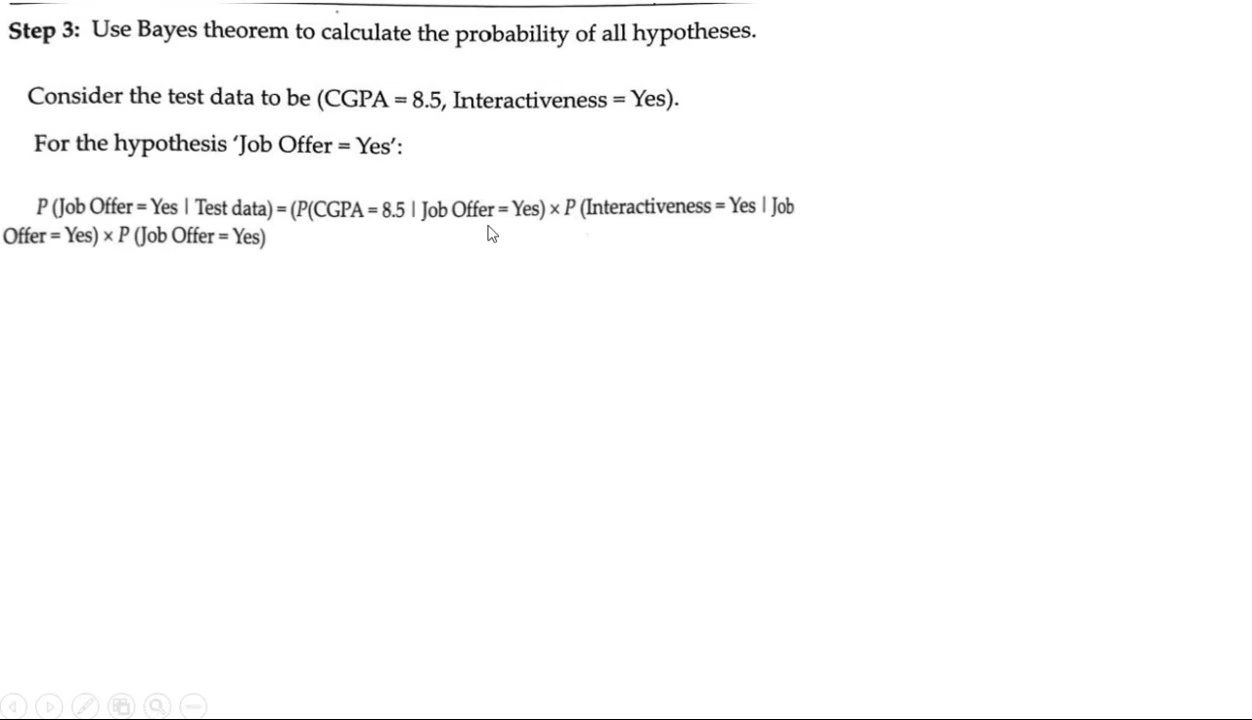 Step 3: Use Bayes theorem to calculate the probability of all hypotheses.
Consider the test data to be (CGPA = 8.5, Interactiveness = Yes).
For the hypothesis ‘Job Offer = Yes’:
P (Job Offer = Yes | Test data) = (P(CGPA = 8.5 | Job Offer = Yes) × P (Interactiveness = Yes | Job
Offer = Yes) × P (Job Offer = Yes)